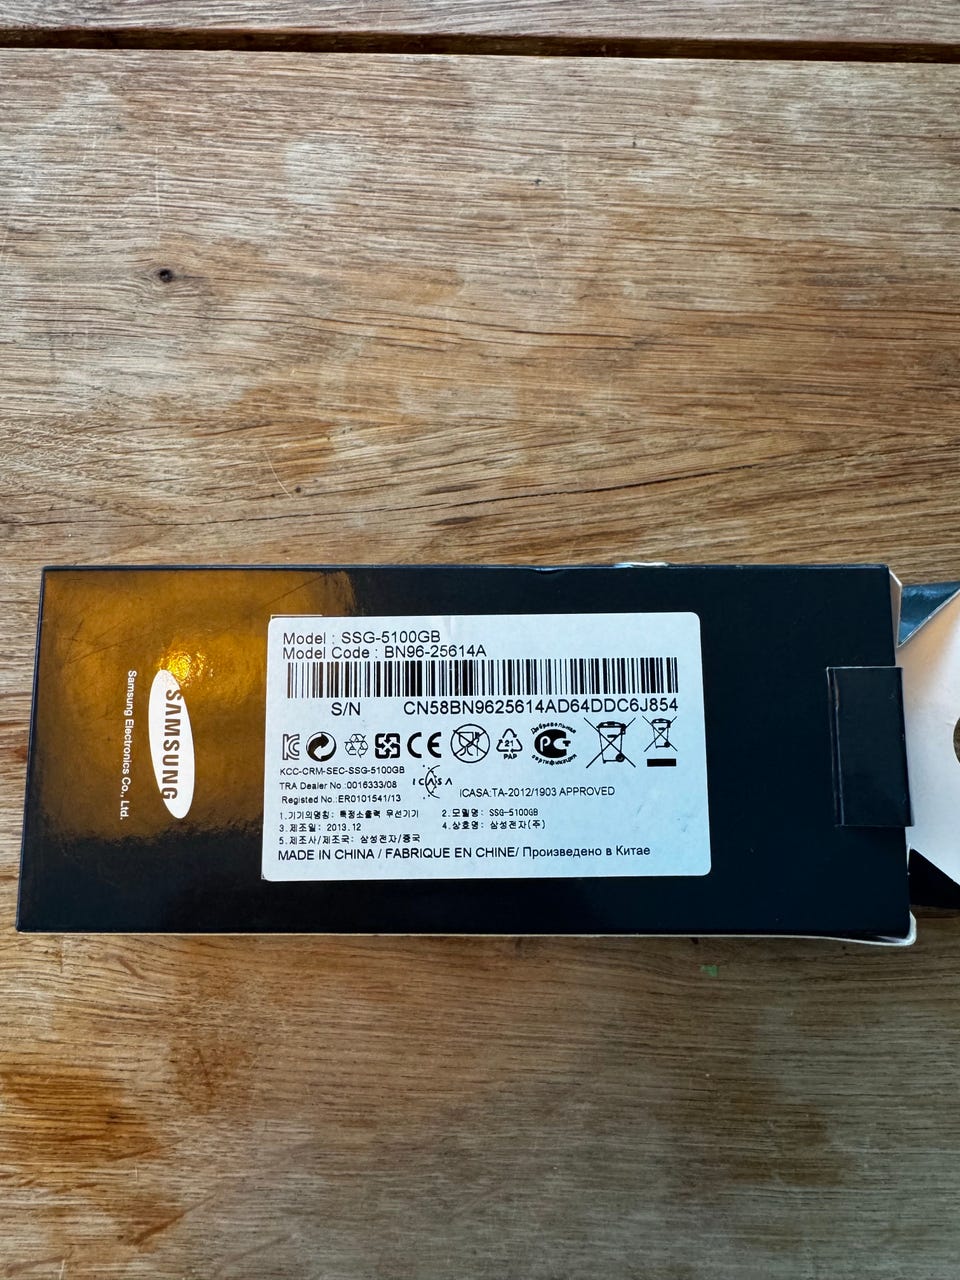 Model : SSG-5100GB
Model Code : BN96-25614A
S/N CN58BN9625614AD64DDC6J854
21
PAP
Добровольная
сертификация
KCC-CRM-SEC-SSG-5100GB
TRA Dealer No.:0016333/08
Registed No.:ER0101541/13
ICASA
ICASA:TA-2012/1903 APPROVED
1.기기의명칭: 특정소출력 무선기기 2.모델명: SSG-5100GB
3.제조일: 2013.12 4.상호명: 삼성전자(주)
5.제조사/제조국: 삼성전자/중국
MADE IN CHINA / FABRIQUE EN CHINE/ Произведено в Китае
SAMSUNG
Samsung Electronics Co., Ltd.